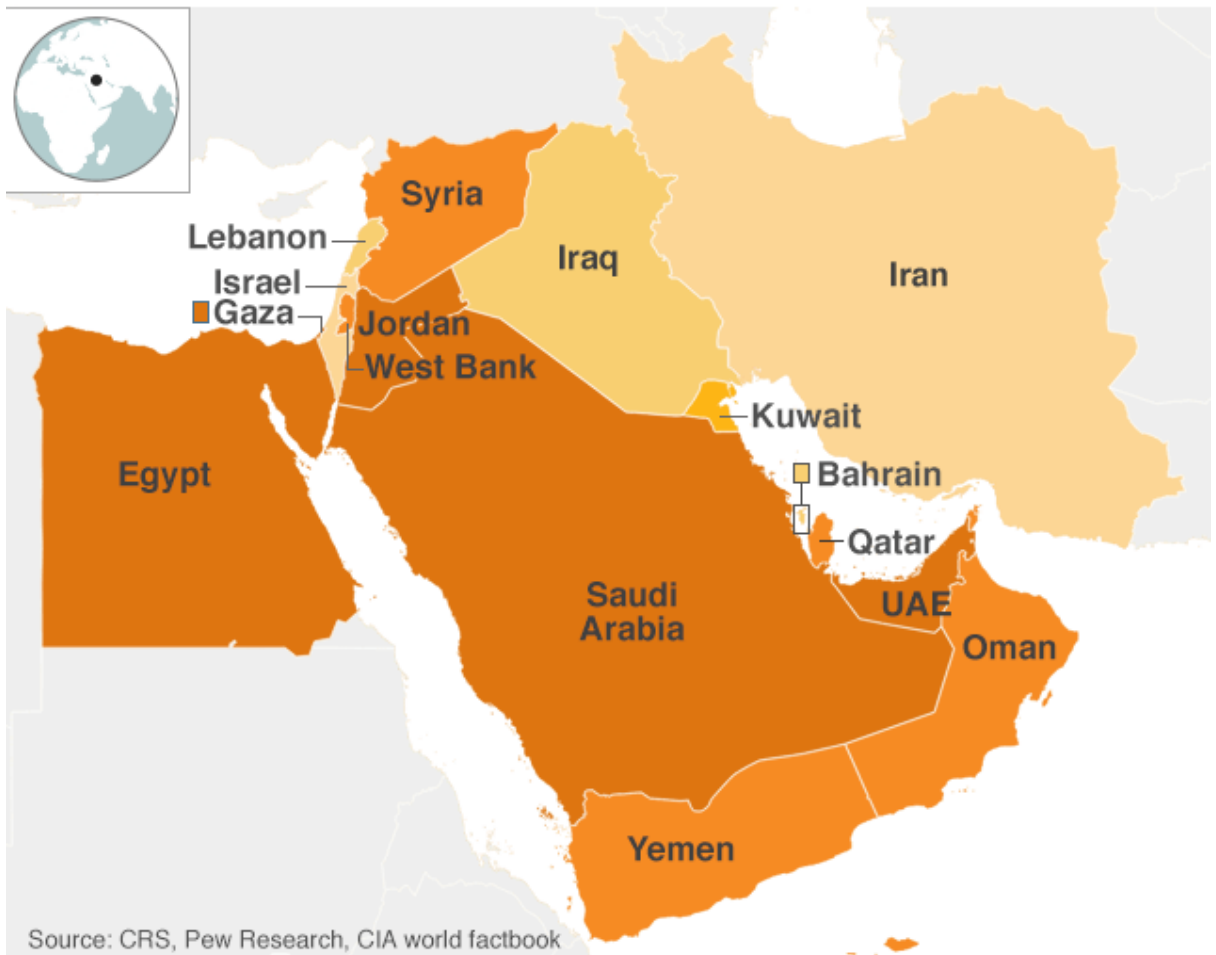 Syria
Lebanon
Iraq
Iran
Israel
Gaza
Jordan
West Bank
Kuwait
Egypt
Bahrain
Qatar
Saudi
Arabia
UAE
Oman
Yemen
Source: CRS, Pew Research, CIA world factbook